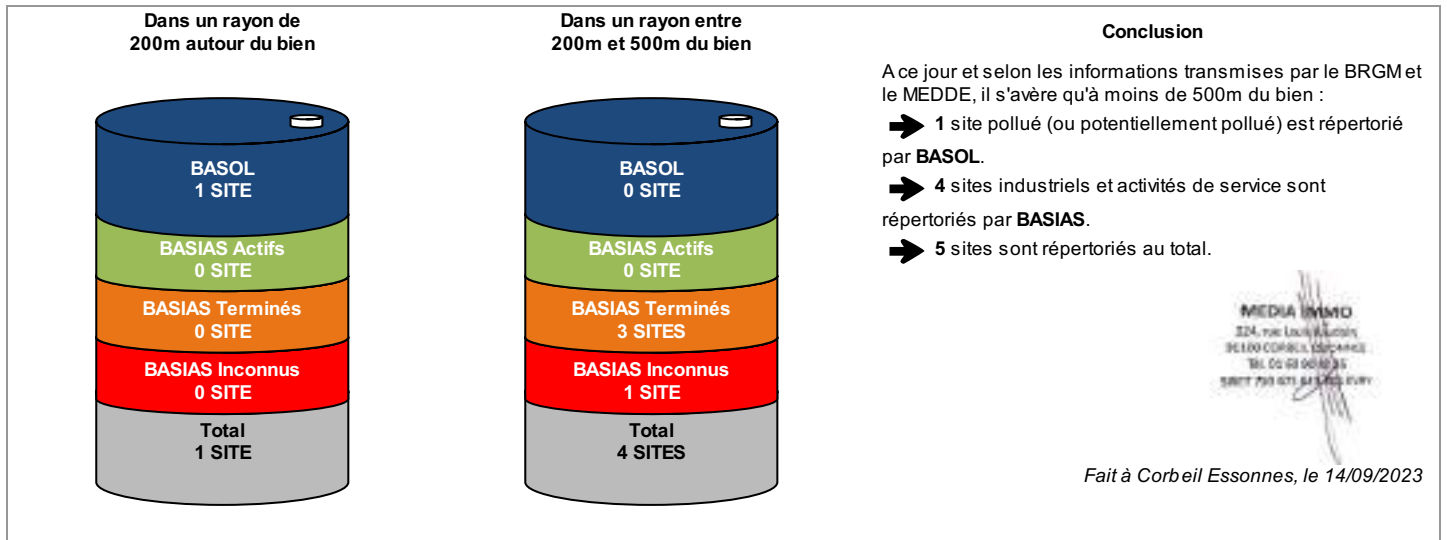 Dans un rayon de
200m autour du bien
BASOL
1 SITE
BASIAS Actifs
0 SITE
BASIAS Terminés
0 SITE
BASIAS Inconnus
0 SITE
Total
1 SITE
Dans un rayon entre
200m et 500m du bien
BASOL
0 SITE
BASIAS Actifs
0 SITE
BASIAS Terminés
3 SITES
BASIAS Inconnus
1 SITE
Total
4 SITES
Conclusion
A ce jour et selon les informations transmises par le BRGM et
le MEDDE, il s'avère qu'à moins de 500m du bien :
1 site pollué (ou potentiellement pollué) est répertorié
par BASOL.
4 sites industriels et activités de service sont
répertoriés par BASIAS.
5 sites sont répertoriés au total.
MEDIA IMMO
rue
Fait à Corbeil Essonnes, le 14/09/2023